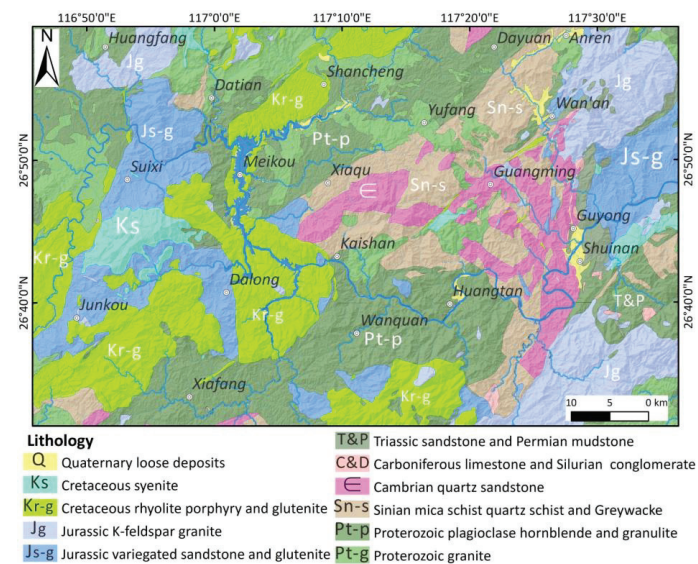 116°50'0"E 117°0'0"E 117°10'0"E 117°20'0"E 117°30'0"E
N
Huangfang
Dayuan
Anren
Jg
Shancheng
Jg
Datian
Kr-g
Sn-s
Wan'an
Yufang
Js-g
Pt-p
Js-g
26°50'0"N
26°50'0"N
Meikou
Suixi
Xiaqu
Guangming
Sn-s
∈
Guyong
Ks
Kaishan
Shuinan
Kr-g
Dalong
Huangtan
26°40'0"N
26°40'0"N
Junkou
T&P
Kr-g
Wanquan
Pt-p
Kr-g
Jg
Xiafang
Kr-g
10 5 0 km
Lithology
Q Quaternary loose deposits
Ks Cretaceous syenite
Kr-g Cretaceous rhyolite porphyry and glutenite
Jg Jurassic K-feldspar granite
Js-g Jurassic variegated sandstone and glutenite
T&P Triassic sandstone and Permian mudstone
C&D Carboniferous limestone and Silurian conglomerate
∈ Cambrian quartz sandstone
Sn-s Sinian mica schist quartz schist and Greywacke
Pt-p Proterozoic plagioclase hornblende and granulite
Pt-g Proterozoic granite